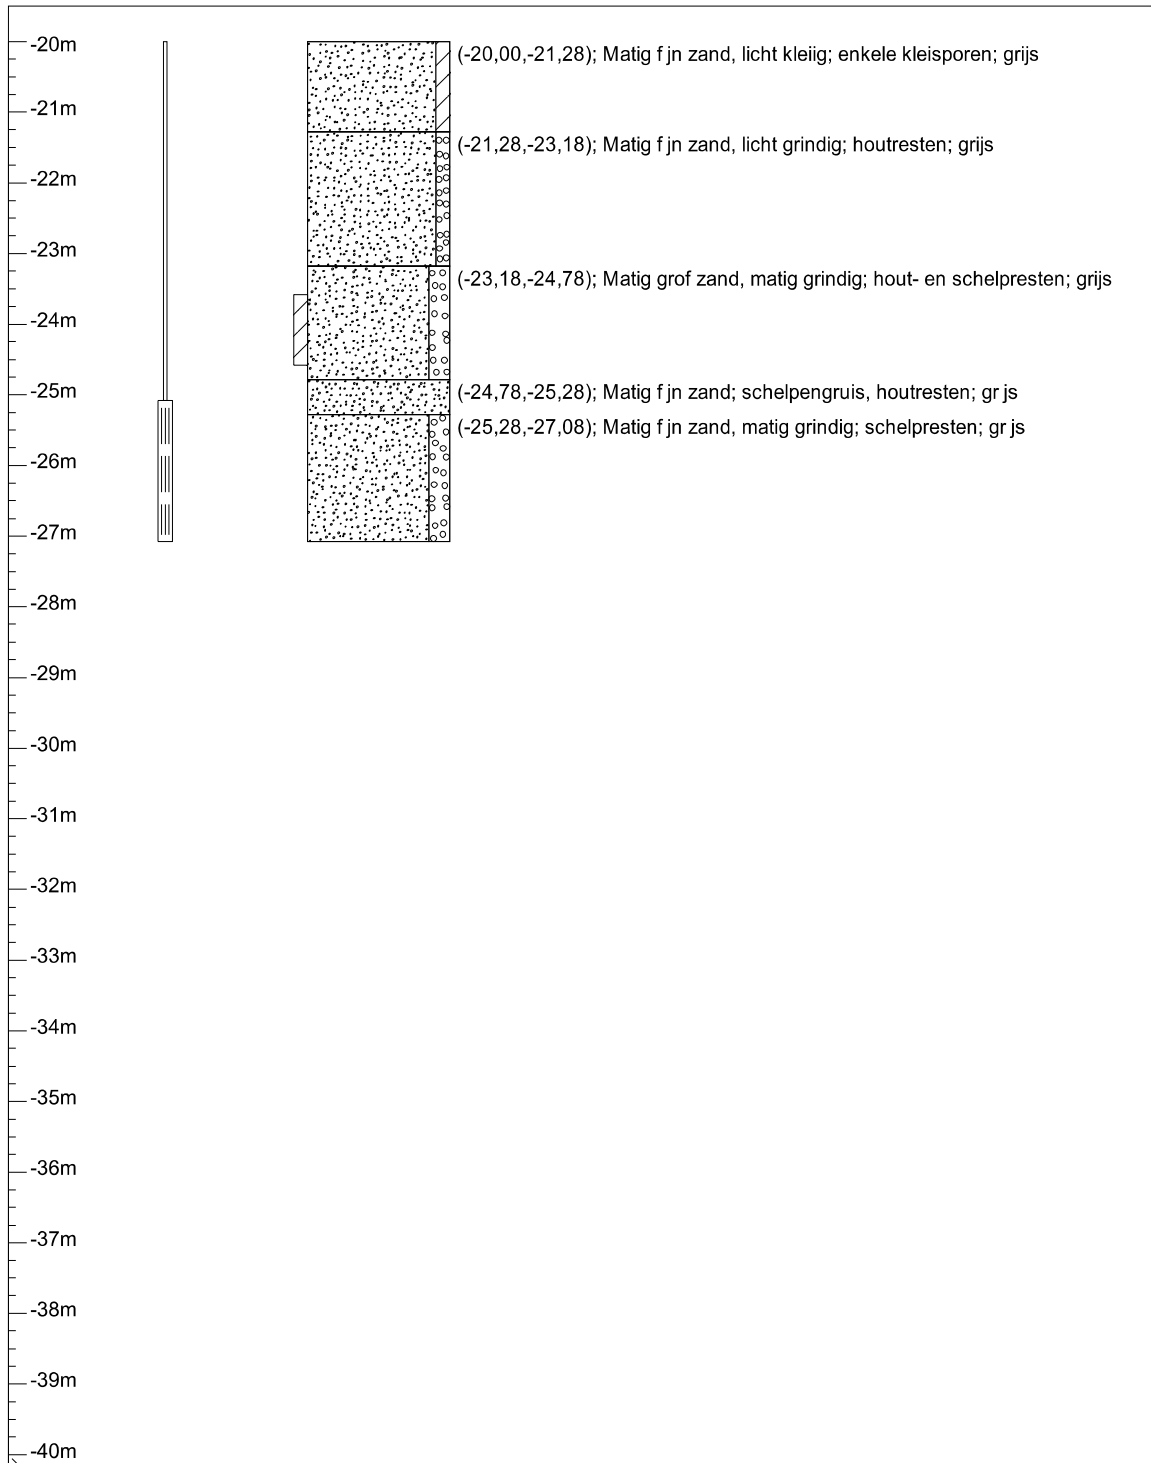 -20m
(-20,00,-21,28); Matig f jn zand, licht kleiig; enkele kleisporen; grijs
-21m
(-21,28,-23,18); Matig f jn zand, licht grindig; houtresten; grijs
-22m
-23m
(-23,18,-24,78); Matig grof zand, matig grindig; hout- en schelpresten; grijs
-24m
-25m
(-24,78,-25,28); Matig f jn zand; schelpengruis, houtresten; gr js
(-25,28,-27,08); Matig f jn zand, matig grindig; schelpresten; gr js
-26m
-27m
-28m
-29m
-30m
-31m
-32m
-33m
-34m
-35m
-36m
-37m
-38m
-39m
-40m